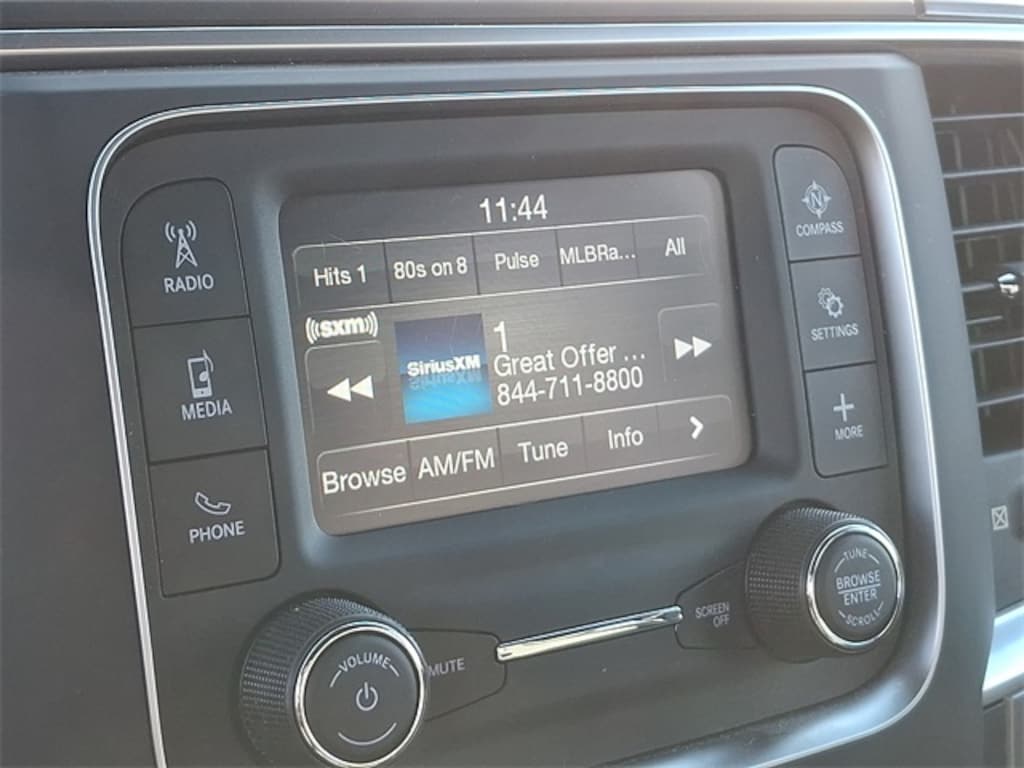 11:44
Hits 1 80s on 8 Pulse MLBRa... All
((sxm))
SiriusXM
1
Great Offer ...
844-711-8800
Browse AM/FM Tune Info >
RADIO
MEDIA
PHONE
N
COMPASS
SETTINGS
MORE
VOLUME
MUTE
SCREEN
OFF
TUNE
BROWSE
ENTER
SCROLL